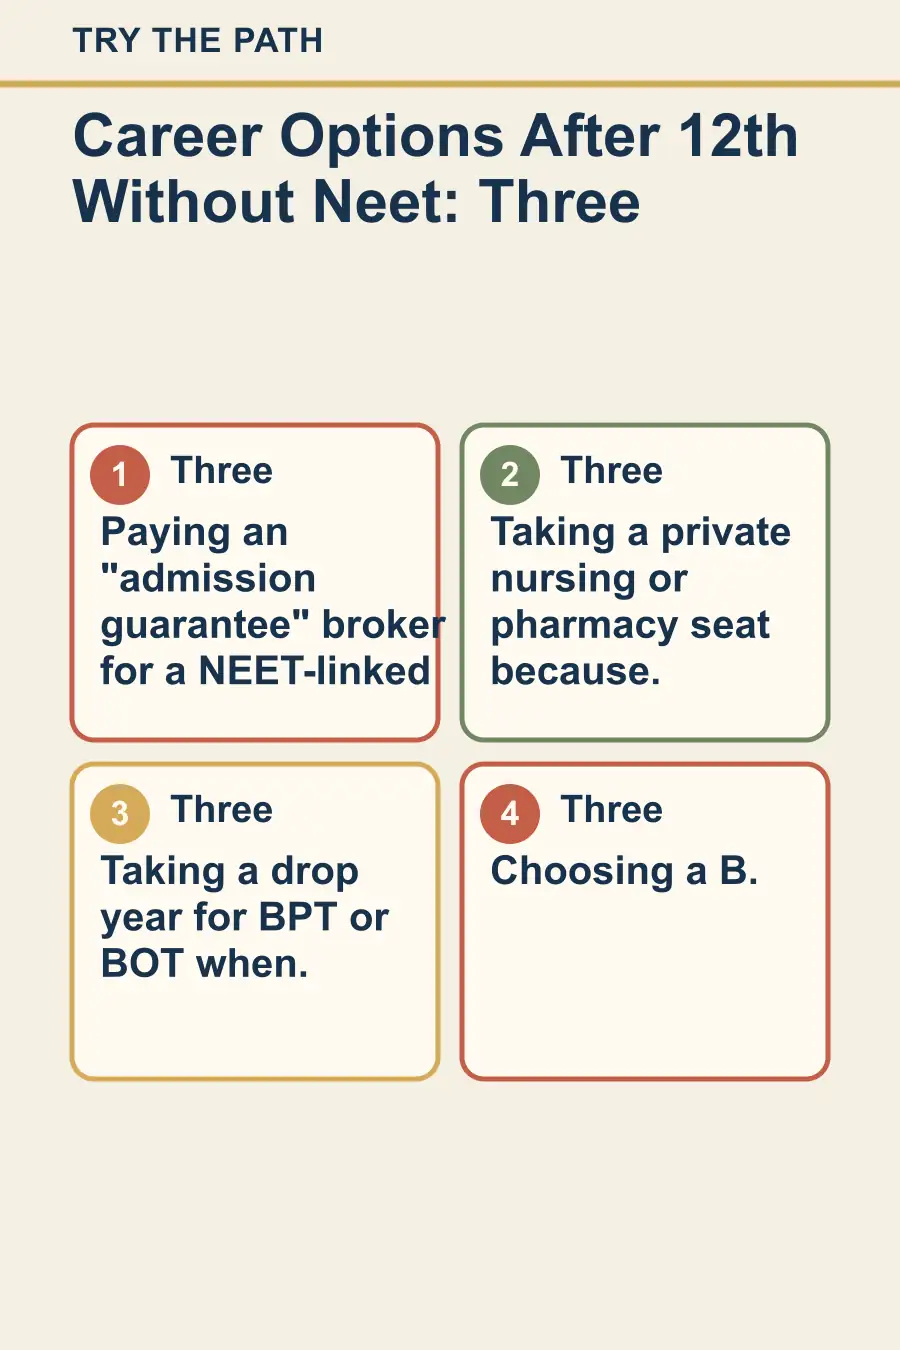 TRY THE PATH
Career Options After 12th
Without Neet: Three
1 Three
Paying an
"admission
guarantee" broker
for a NEET-linked
2 Three
Taking a private
nursing or
pharmacy seat
because.
3 Three
Taking a drop
year for BPT or
BOT when.
4 Three
Choosing a B.